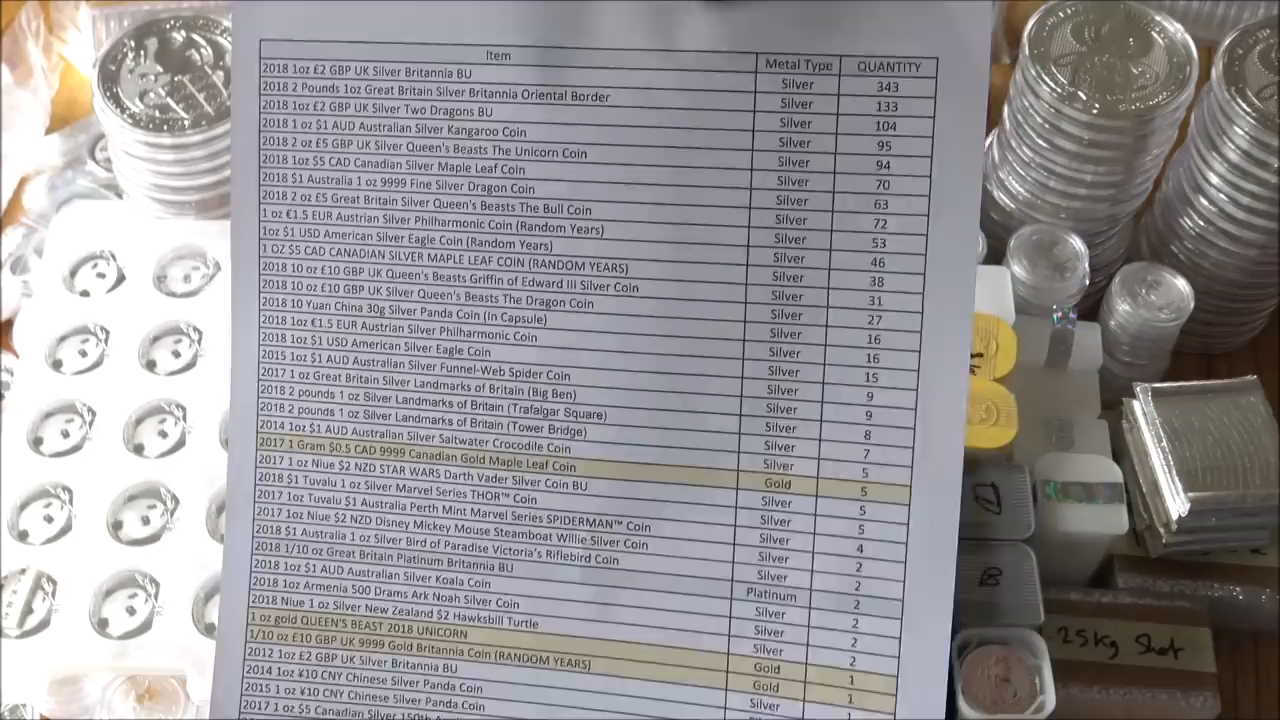 Item Metal Type QUANTITY
2018 1oz £2 GBP UK Silver Britannia BU Silver 343
2018 2 Pounds 1oz Great Britain Silver Britannia Oriental Border Silver 133
2018 1oz £2 GBP UK Silver Two Dragons BU Silver 104
2018 1 oz $1 AUD Australian Silver Kangaroo Coin Silver 95
2018 2 oz £5 GBP UK Silver Queen's Beasts The Unicorn Coin Silver 94
2018 1oz $5 CAD Canadian Silver Maple Leaf Coin Silver 70
2018 $1 Australia 1 oz 9999 Fine Silver Dragon Coin Silver 63
2018 2 oz £5 Great Britain Silver Queen's Beasts The Bull Coin Silver 72
1 oz €1.5 EUR Austrian Silver Philharmonic Coin (Random Years) Silver 53
1oz $1 USD American Silver Eagle Coin (Random Years) Silver 46
1 OZ $5 CAD CANADIAN SILVER MAPLE LEAF COIN (RANDOM YEARS) Silver 38
2018 10 oz £10 GBP UK Queen's Beasts Griffin of Edward III Silver Coin Silver 31
2018 10 oz £10 GBP UK Silver Queen's Beasts The Dragon Coin Silver 27
2018 10 Yuan China 30g Silver Panda Coin (In Capsule) Silver 16
2018 1oz €1.5 EUR Austrian Silver Philharmonic Coin Silver 16
2018 1oz $1 USD American Silver Eagle Coin Silver 15
2015 1oz $1 AUD Australian Silver Funnel-Web Spider Coin Silver 9
2017 1 oz Great Britain Silver Landmarks of Britain (Big Ben) Silver 9
2018 2 pounds 1 oz Silver Landmarks of Britain (Trafalgar Square) Silver 8
2018 2 pounds 1 oz Silver Landmarks of Britain (Tower Bridge) Silver 7
2014 1oz $1 AUD Australian Silver Saltwater Crocodile Coin Silver 5
2017 1 Gram $0.5 CAD 9999 Canadian Gold Maple Leaf Coin Gold 5
2017 1 oz Niue $2 NZD STAR WARS Darth Vader Silver Coin BU Silver 5
2018 $1 Tuvalu 1 oz Silver Marvel Series THOR™ Coin Silver 5
2017 1oz Tuvalu $1 Australia Perth Mint Marvel Series SPIDERMAN™ Coin Silver 4
2017 1oz Niue $2 NZD Disney Mickey Mouse Steamboat Willie Silver Coin Silver 2
2018 $1 Australia 1 oz Silver Bird of Paradise Victoria's Riflebird Coin Silver 2
2018 1/10 oz Great Britain Platinum Britannia BU Platinum 2
2018 1oz $1 AUD Australian Silver Koala Coin Silver 2
2018 1oz Armenia 500 Drams Ark Noah Silver Coin Silver 2
2018 Niue 1 oz Silver New Zealand $2 Hawksbill Turtle Silver 2
1 oz gold QUEEN'S BEAST 2018 UNICORN Gold 1
1/10 oz £10 GBP UK 9999 Gold Britannia Coin (RANDOM YEARS) Gold 1
2012 1oz £2 GBP UK Silver Britannia BU Silver 1
2014 1oz ¥10 CNY Chinese Silver Panda Coin
2015 1 oz ¥10 CNY Chinese Silver Panda Coin
2017 1 oz $5 Canadian Silver 150th
.25Kg Shot